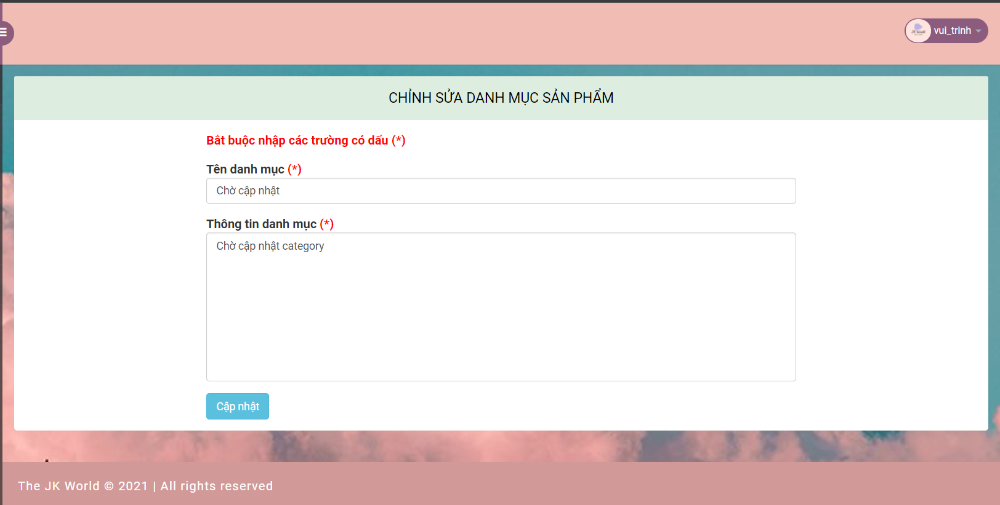 vui_trinh
CHỈNH SỬA DANH MỤC SẢN PHẨM
Bắt buộc nhập các trường có dấu (*)
Tên danh mục (*)
Chờ cập nhật
Thông tin danh mục (*)
Chờ cập nhật category
Cập nhật
The JK World © 2021 | All rights reserved